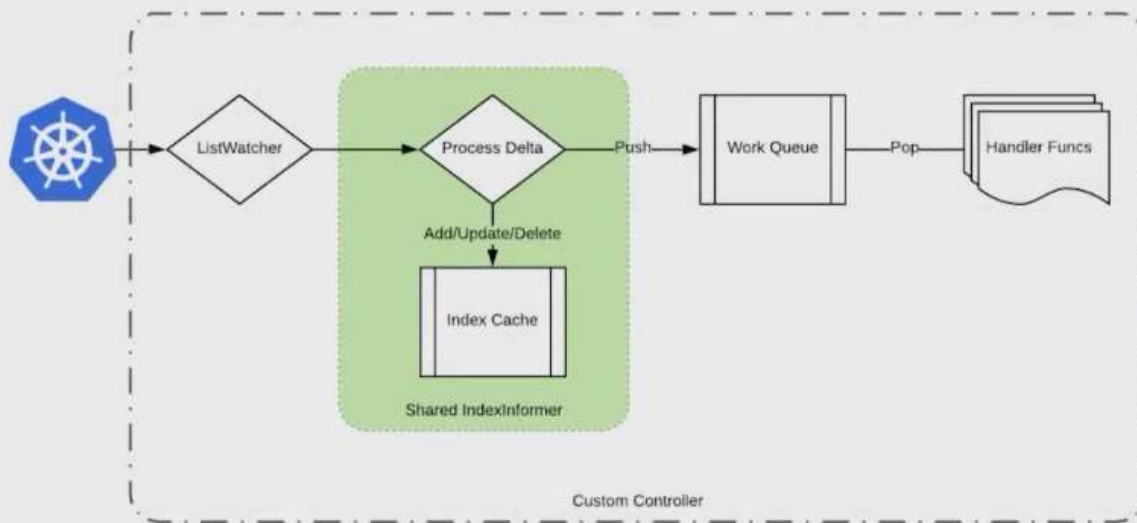 ListWatcher
Process Delta
Push
Work Queue
Pop
Handler Funcs
Add/Update/Delete
Index Cache
Shared IndexInformer
Custom Controller